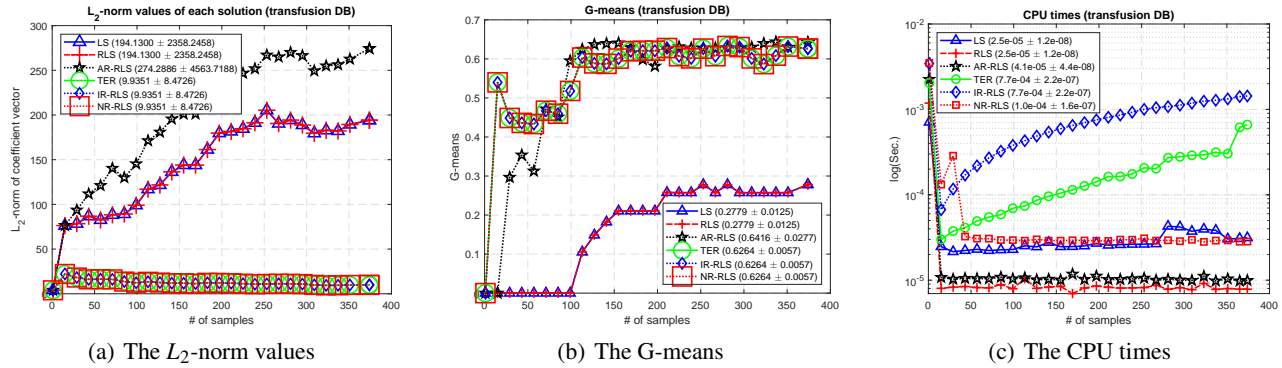 L2-norm values of each solution (transfusion DB)
300
250
200
150
100
50
0
L2-norm of coefficient vector
LS (194.1300 ± 2358.2458)
RLS (194.1300 ± 2358.2458)
AR-RLS (274.2886 ± 4563.7188)
TER (9.9351 ± 8.4726)
IR-RLS (9.9351 ± 8.4726)
NR-RLS (9.9351 ± 8.4726)
0 50 100 150 200 250 300 350 400
# of samples
(a) The L2-norm values
G-means (transfusion DB)
0.7
0.6
0.5
0.4
0.3
0.2
0.1
0
G-means
LS (0.2779 ± 0.0125)
RLS (0.2779 ± 0.0125)
AR-RLS (0.6416 ± 0.0277)
TER (0.6264 ± 0.0057)
IR-RLS (0.6264 ± 0.0057)
NR-RLS (0.6264 ± 0.0057)
0 50 100 150 200 250 300 350 400
# of samples
(b) The G-means
CPU times (transfusion DB)
10-2
10-3
10-4
10-5
log(Sec.)
LS (2.5e-05 ± 1.2e-08)
RLS (2.5e-05 ± 1.2e-08)
AR-RLS (4.1e-05 ± 4.4e-08)
TER (7.7e-04 ± 2.2e-07)
IR-RLS (7.7e-04 ± 2.2e-07)
NR-RLS (1.0e-04 ± 1.6e-07)
0 50 100 150 200 250 300 350 400
# of samples
(c) The CPU times